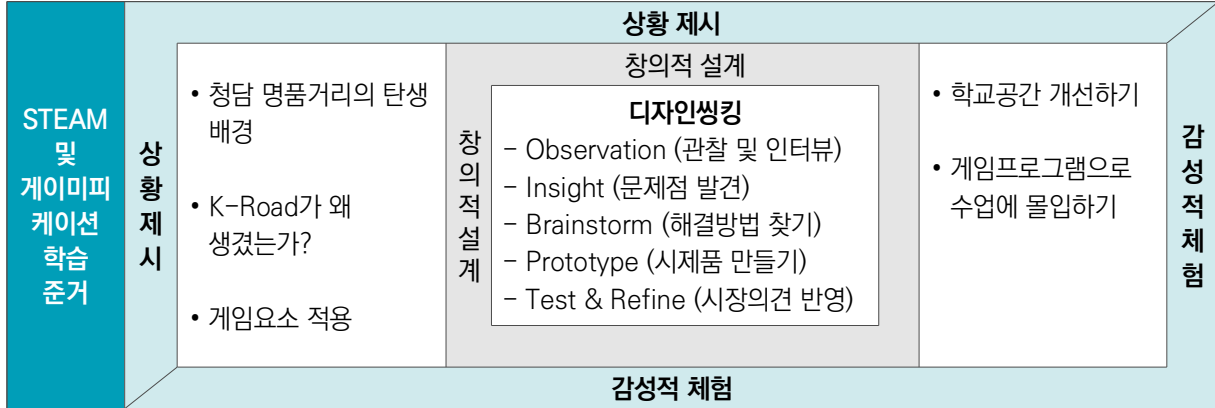 상황 제시
STEAM
및
게이미피
케이션
학습
준거
상
황
제
시
• 청담 명품거리의 탄생
배경
• K-Road가 왜
생겼는가?
• 게임요소 적용
창의적 설계
창
의
적
설
계
디자인씽킹
- Observation (관찰 및 인터뷰)
- Insight (문제점 발견)
- Brainstorm (해결방법 찾기)
- Prototype (시제품 만들기)
- Test & Refine (시장의견 반영)
• 학교공간 개선하기
• 게임프로그램으로
수업에 몰입하기
감
성
적
체
험
감성적 체험